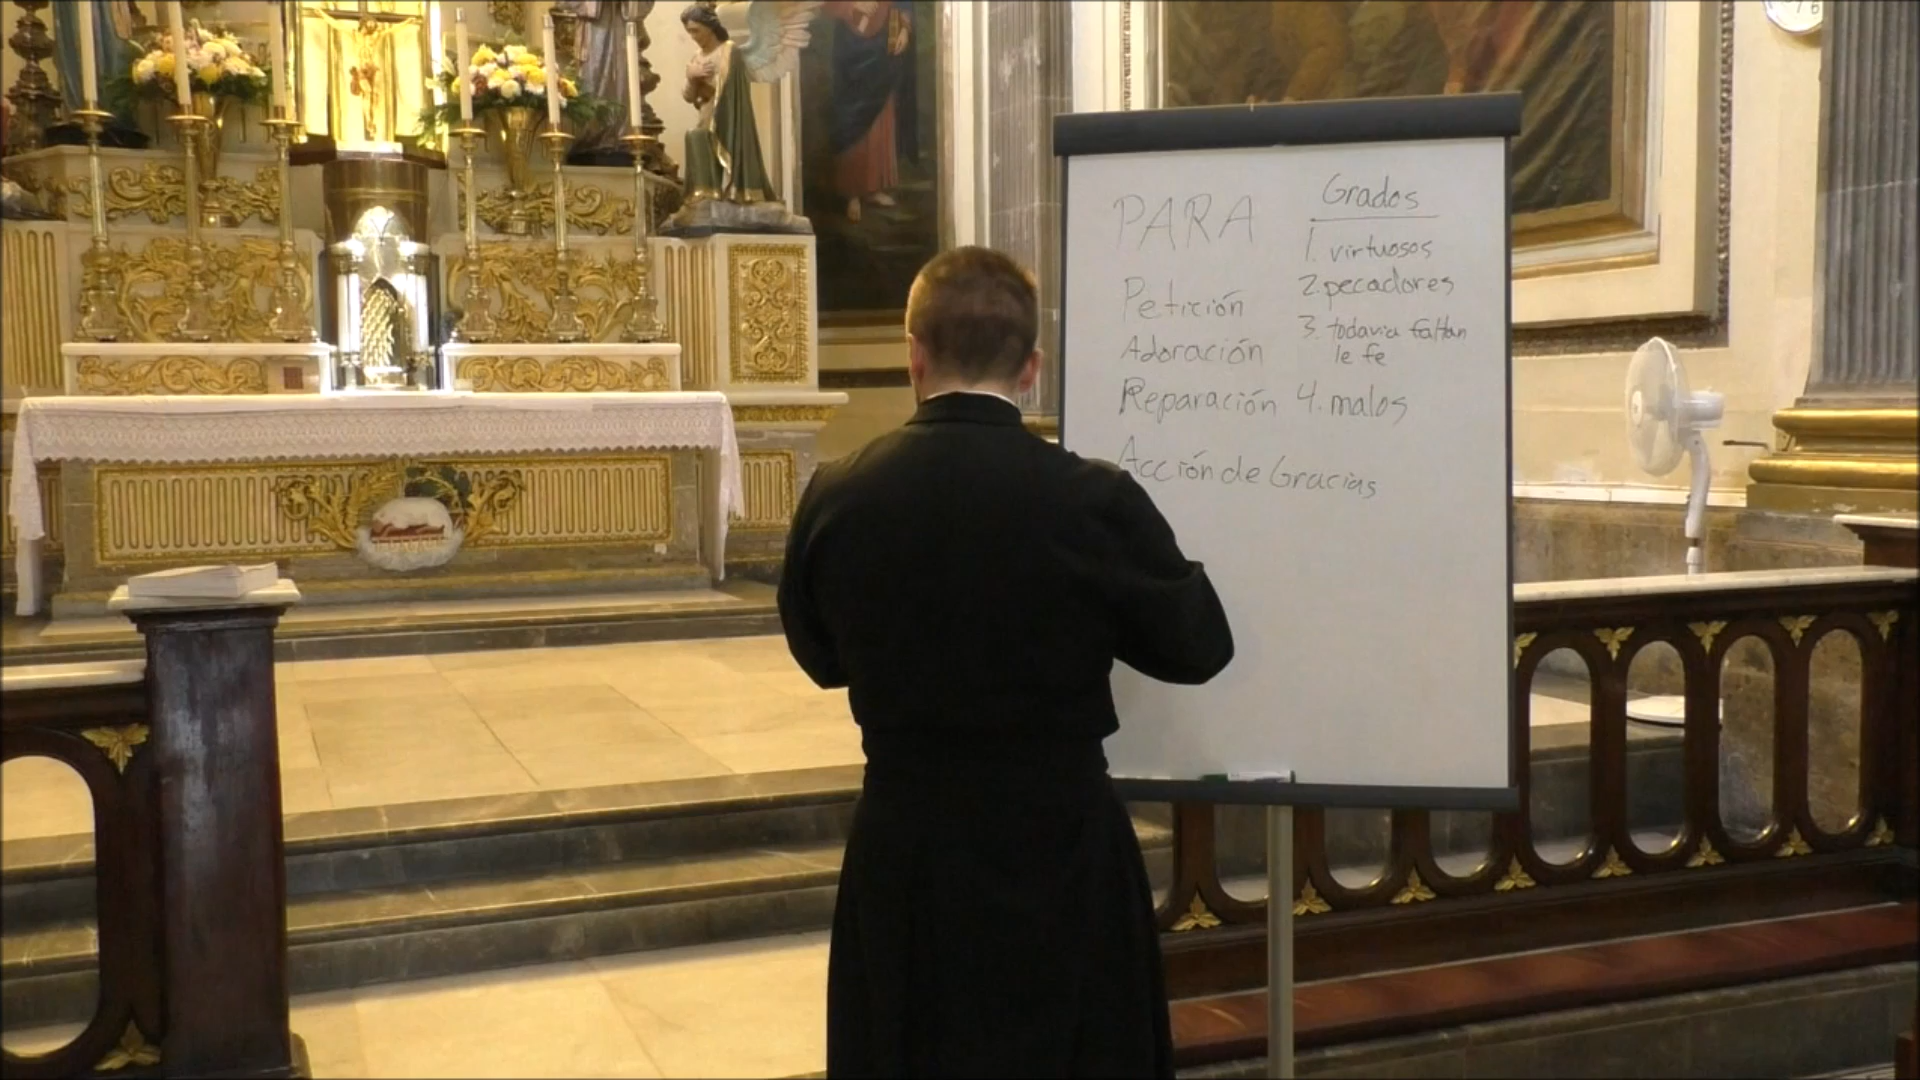 PARA
Petición
Adoración
Reparación
Acción de Gracias
Grados
1. virtuosos
2. pecadores
3. todavia faltan
le fe
4. malos